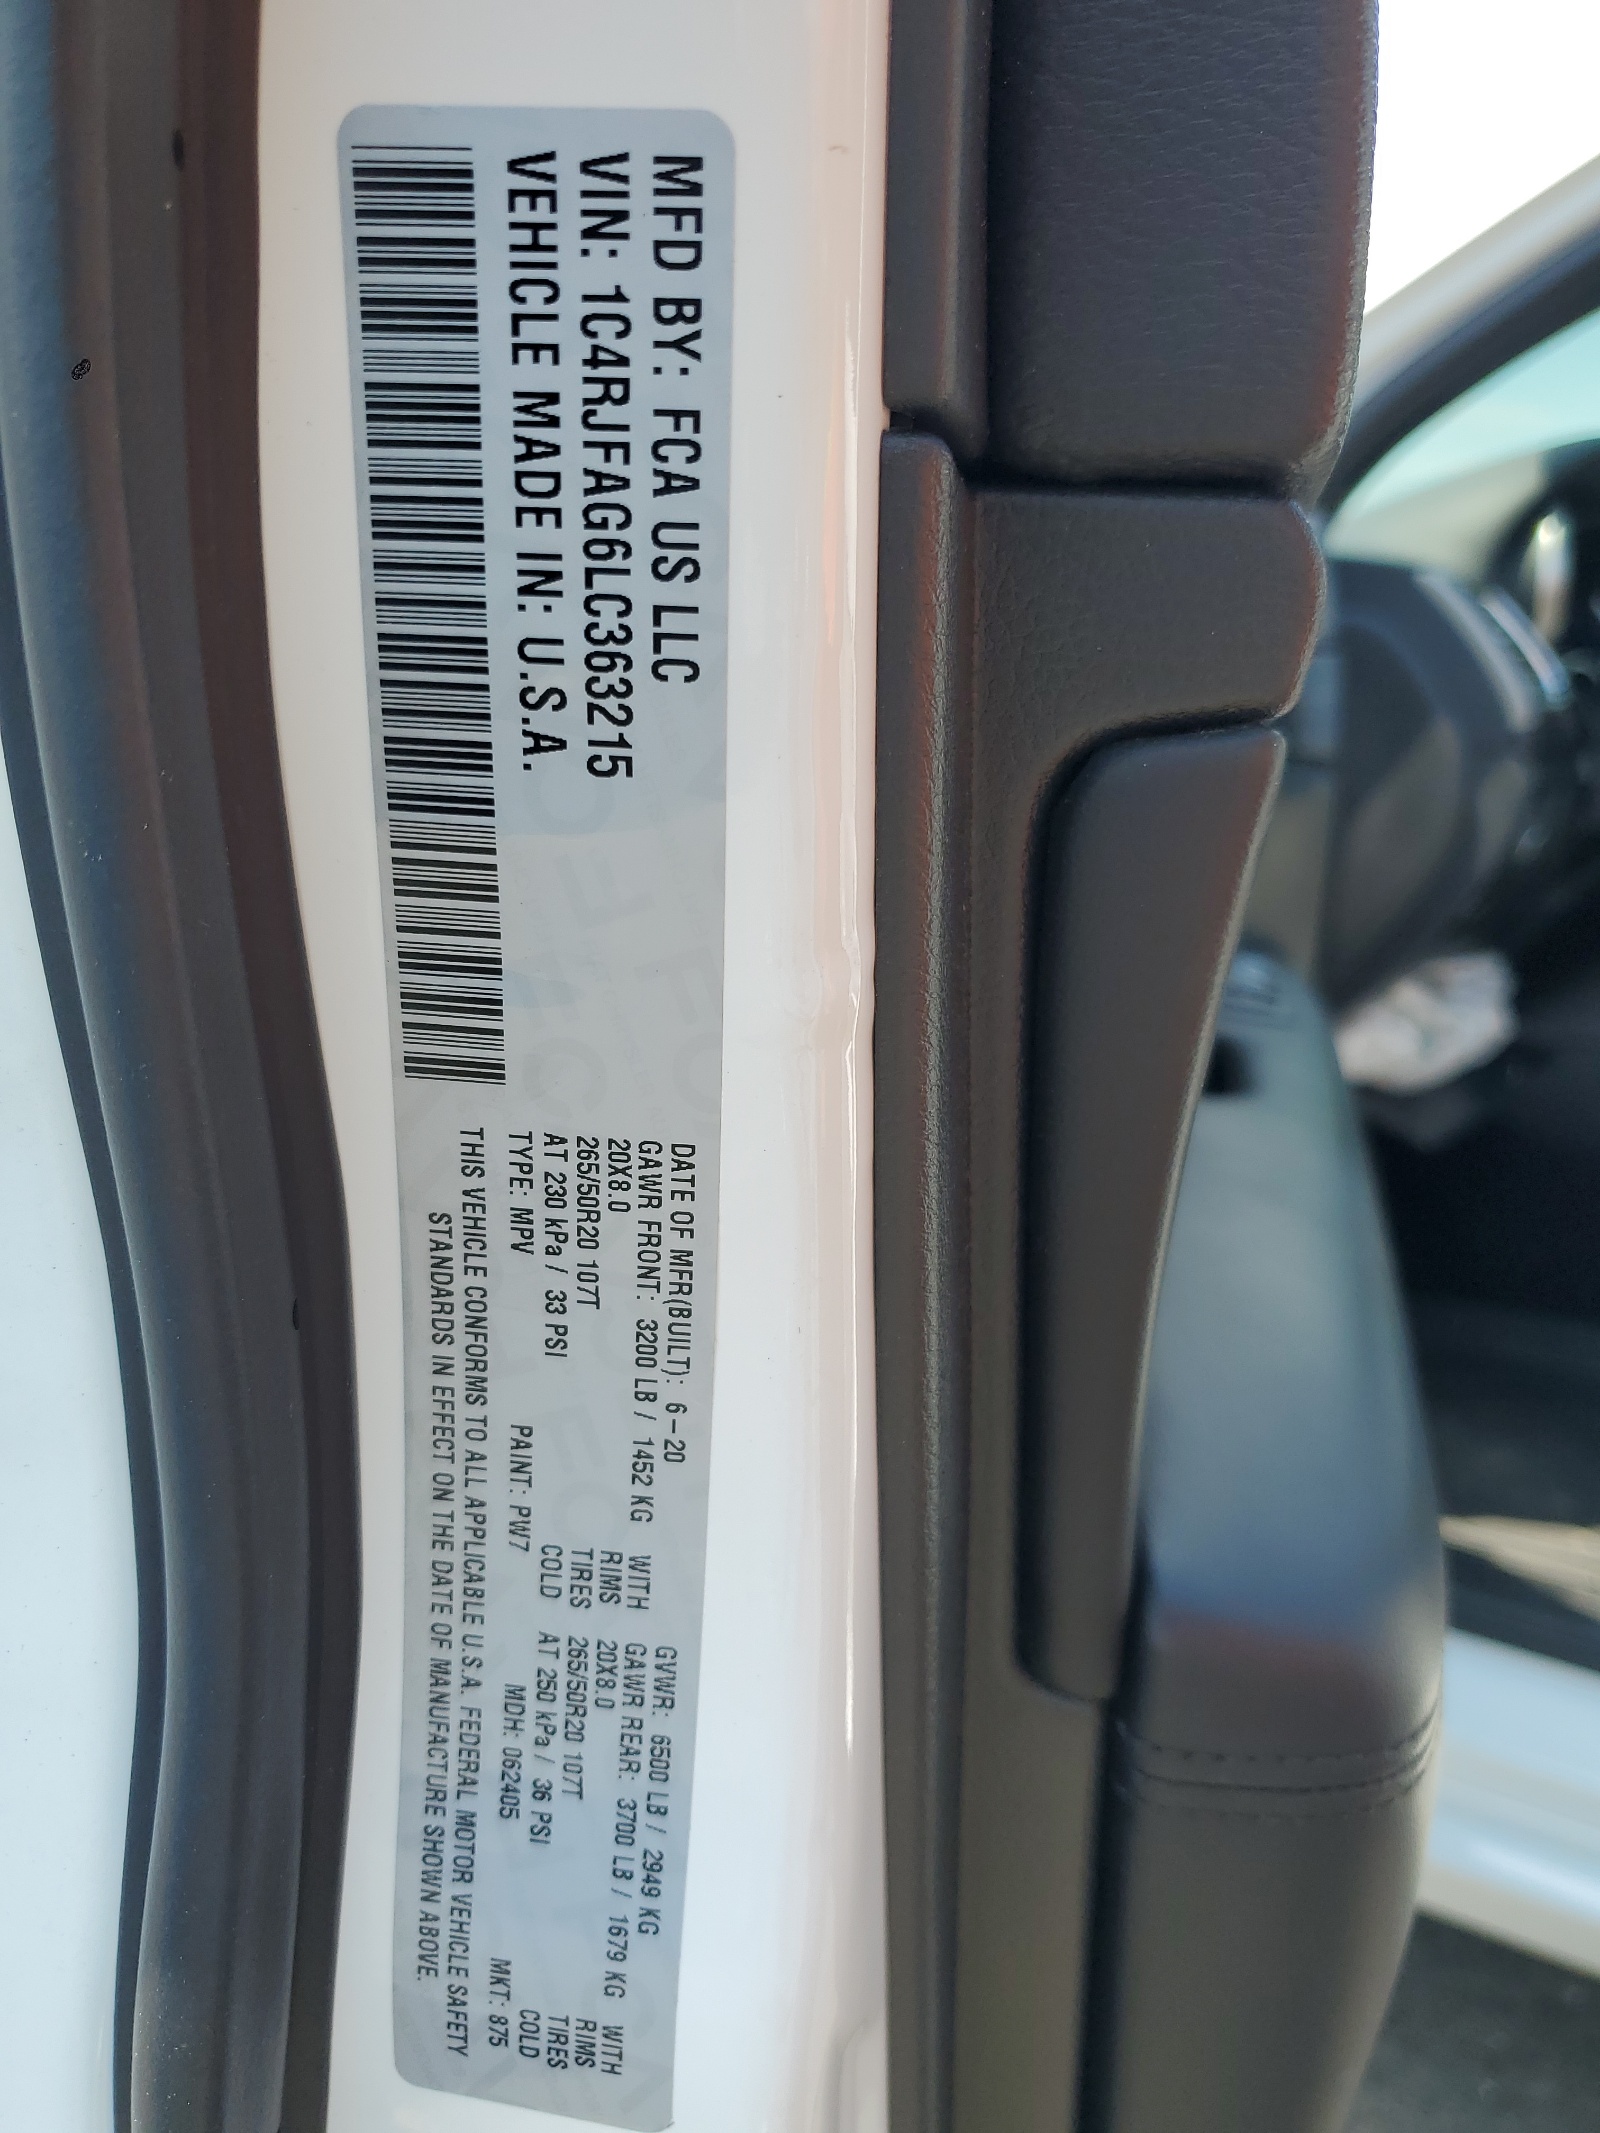 MFD BY: FCA US LLC
VIN: 1C4RJFAG6LC363215
VEHICLE MADE IN: U.S.A.
DATE OF MFR(BUILT): 6-20 GVWR: 6500 LB / 2949 KG
GAWR FRONT: 3200 LB / 1452 KG WITH GAWR REAR: 3700 LB / 1679 KG WITH
20X8.0 RIMS 20X8.0 RIMS
265/50R20 107T TIRES 265/50R20 107T TIRES
AT 230 kPa / 33 PSI COLD AT 250 kPa / 36 PSI COLD
TYPE: MPV PAINT: PW7 MDH: 062405 MKT: 875
THIS VEHICLE CONFORMS TO ALL APPLICABLE U.S.A. FEDERAL MOTOR VEHICLE SAFETY
STANDARDS IN EFFECT ON THE DATE OF MANUFACTURE SHOWN ABOVE.